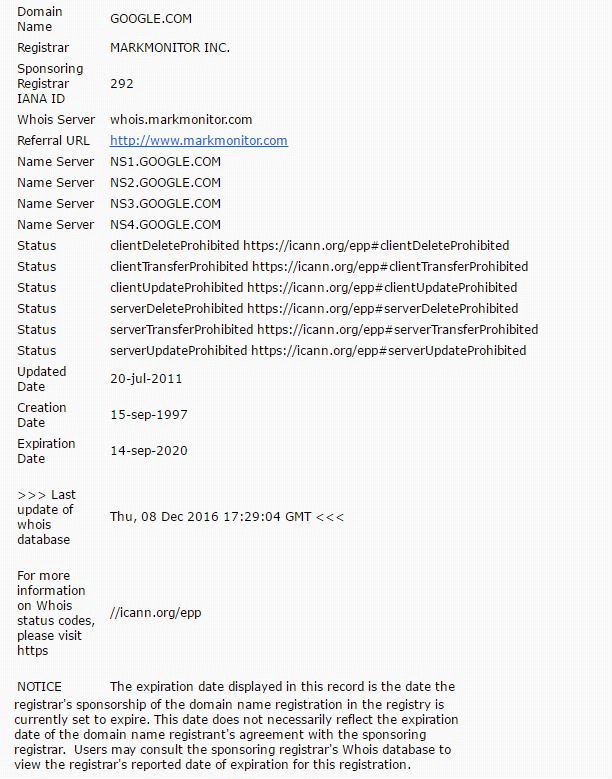 Domain
Name
GOOGLE.COM
Registrar MARKMONITOR INC.
Sponsoring
Registrar
IANA ID
292
Whois Server whois.markmonitor.com
Referral URL http://www.markmonitor.com
Name Server NS1.GOOGLE.COM
Name Server NS2.GOOGLE.COM
Name Server NS3.GOOGLE.COM
Name Server NS4.GOOGLE.COM
Status clientDeleteProhibited https://icann.org/epp#clientDeleteProhibited
Status clientTransferProhibited https://icann.org/epp#clientTransferProhibited
Status clientUpdateProhibited https://icann.org/epp#clientUpdateProhibited
Status serverDeleteProhibited https://icann.org/epp#serverDeleteProhibited
Status serverTransferProhibited https://icann.org/epp#serverTransferProhibited
Status serverUpdateProhibited https://icann.org/epp#serverUpdateProhibited
Updated
Date
20-jul-2011
Creation
Date
15-sep-1997
Expiration
Date
14-sep-2020
>>> Last
update of
whois
database
Thu, 08 Dec 2016 17:29:04 GMT <<<
For more
information
on Whois
status codes,
please visit
https
//icann.org/epp
NOTICE The expiration date displayed in this record is the date the
registrar's sponsorship of the domain name registration in the registry is
currently set to expire. This date does not necessarily reflect the expiration
date of the domain name registrant's agreement with the sponsoring
registrar. Users may consult the sponsoring registrar's Whois database to
view the registrar's reported date of expiration for this registration.